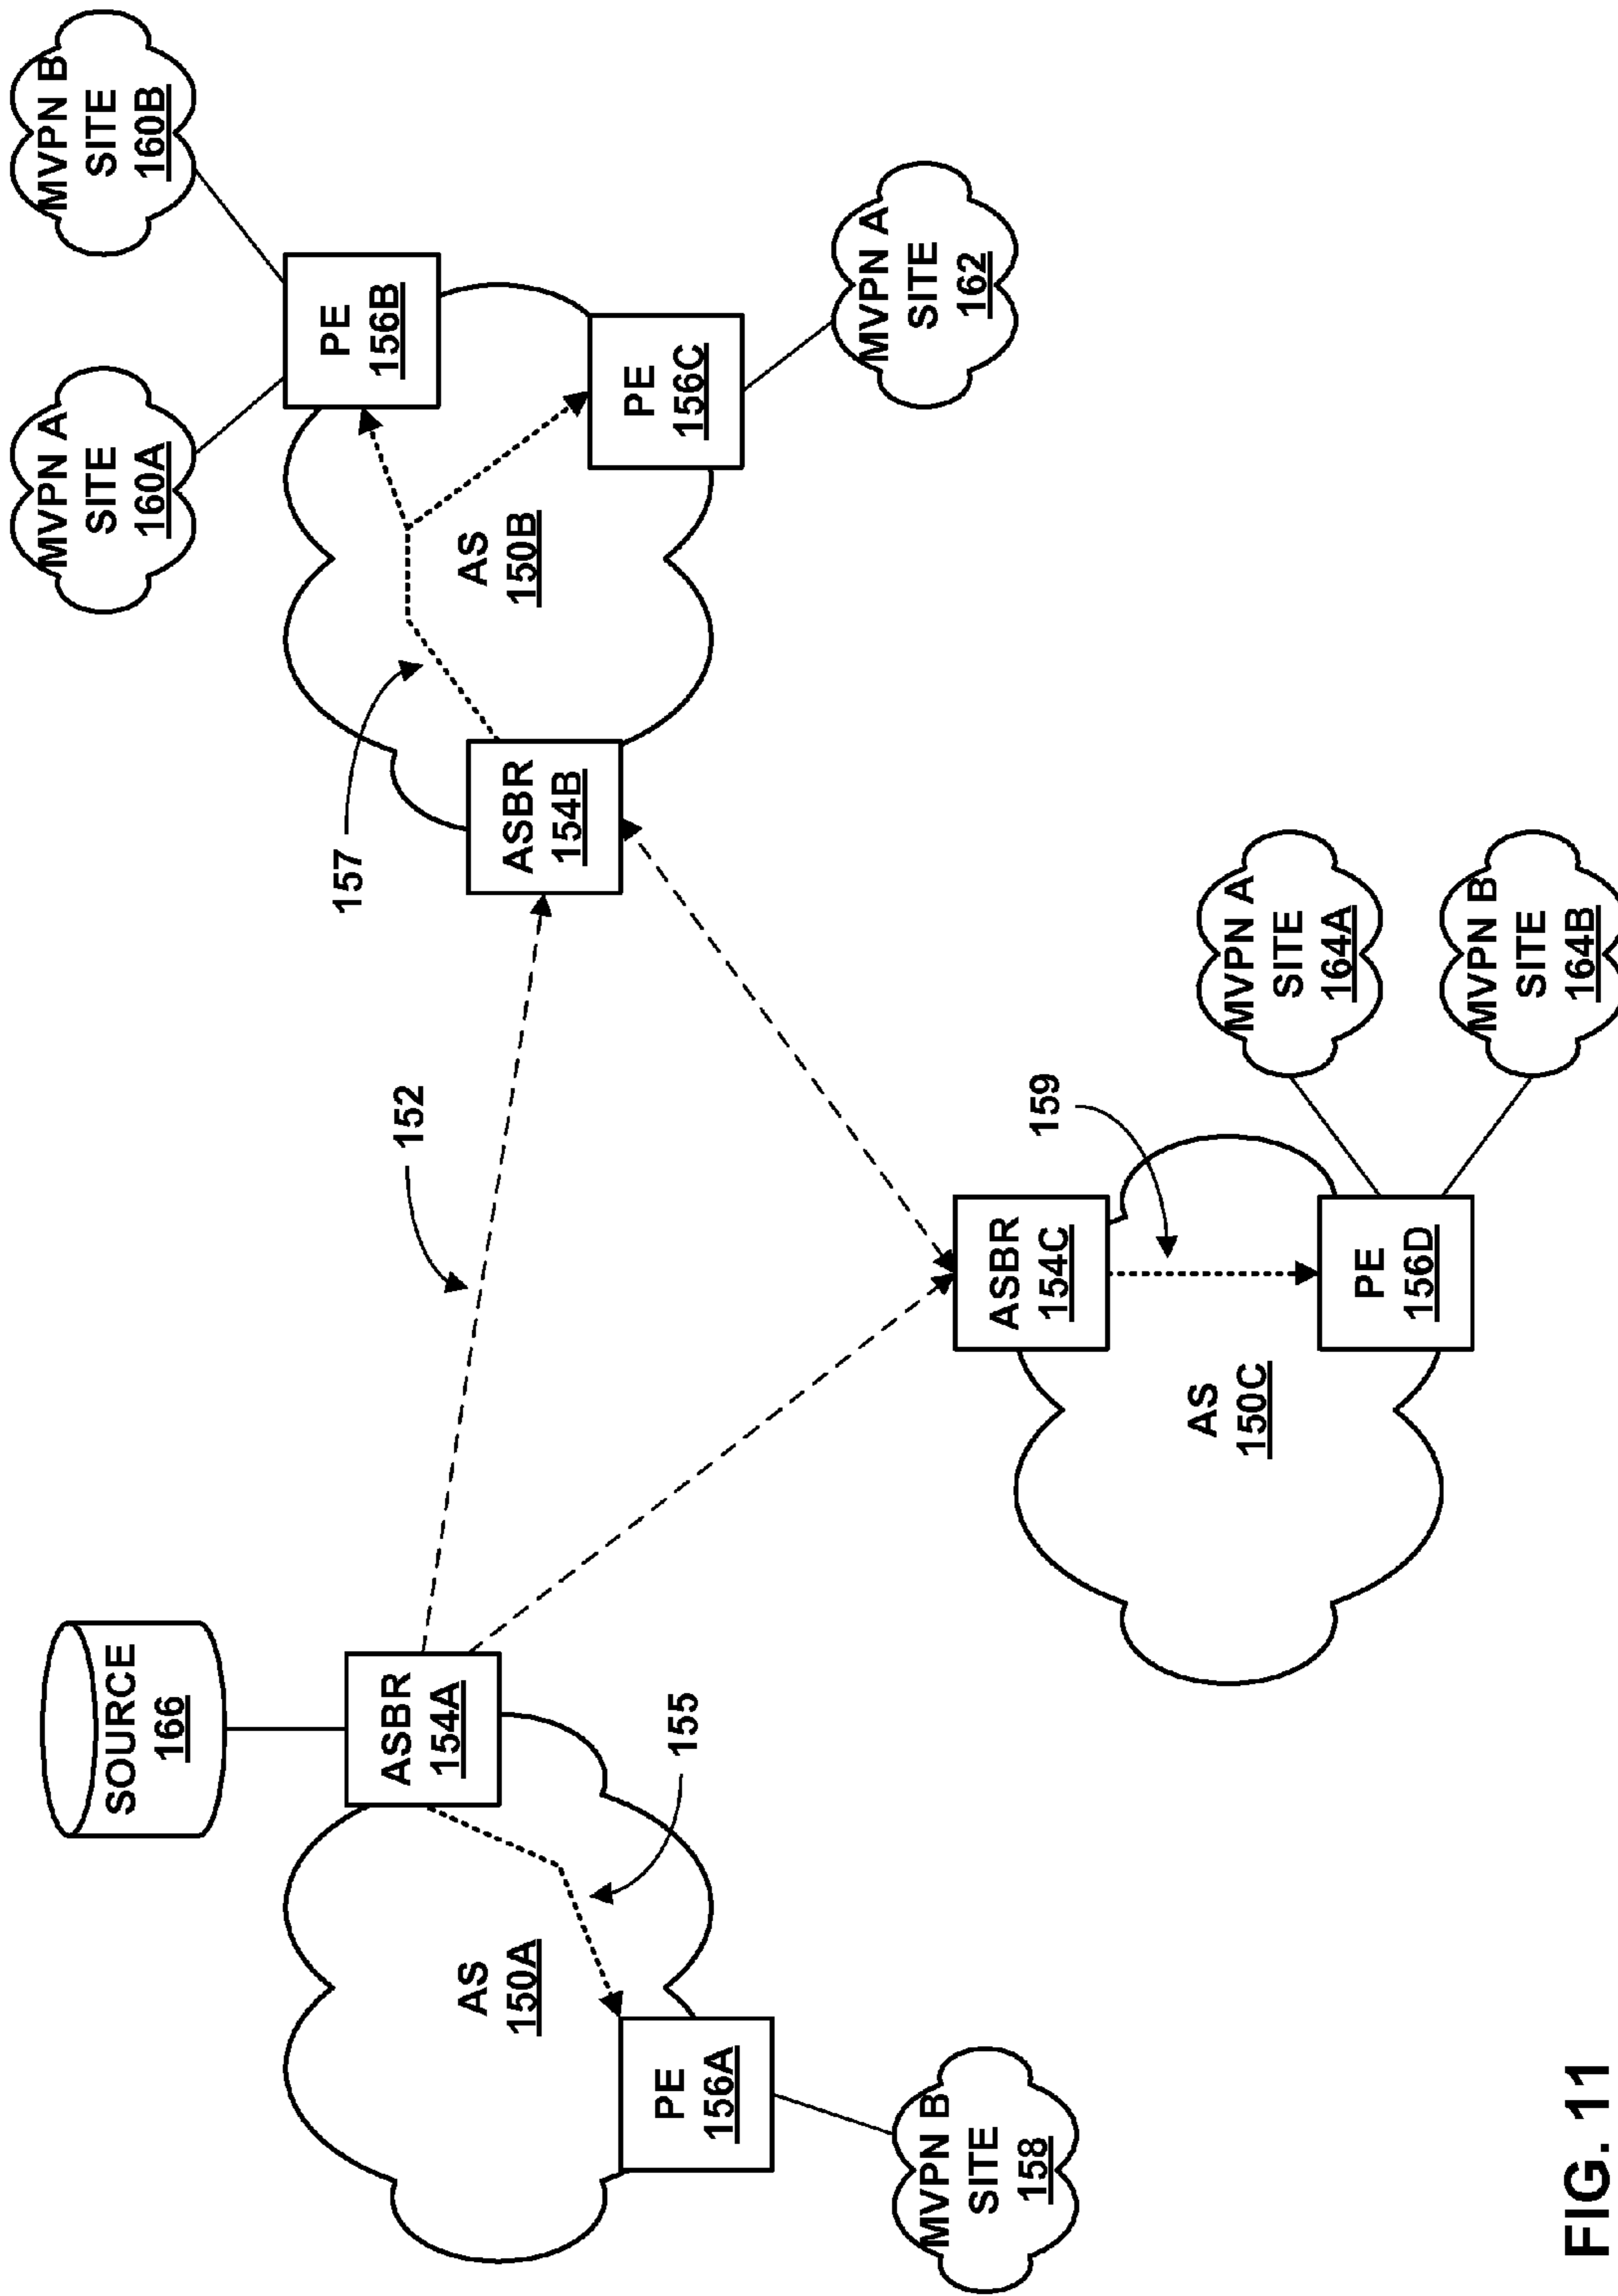 SOURCE
166
ASBR
154A
AS
150A
155
PE
156A
MVPN B
SITE
158
152
157
ASBR
154B
AS
150B
MVPN A
SITE
160A
MVPN B
SITE
160B
PE
156B
PE
156C
MVPN A
SITE
162
ASBR
154C
159
AS
150C
PE
156D
MVPN A
SITE
164A
MVPN B
SITE
164B
FIG. 11